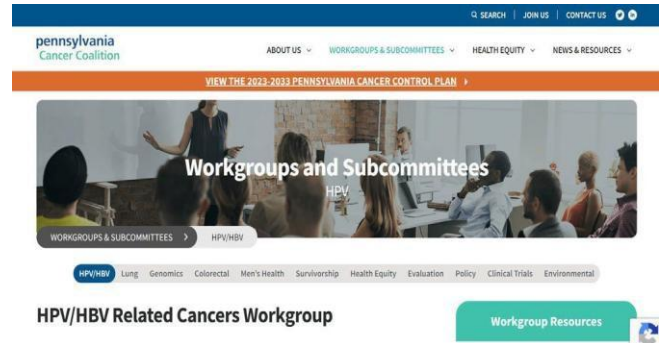 SEARCH | JOIN US | CONTACT US
pennsylvania
Cancer Coalition
ABOUT US WORKGROUPS & SUBCOMMITTEES HEALTH EQUITY NEWS & RESOURCES
VIEW THE 2023-2033 PENNSYLVANIA CANCER CONTROL PLAN
Workgroups and Subcommittees
HPV
WORKGROUPS & SUBCOMMITTEES > HPV/HBV
HPV/HBV Lung Genomics Colorectal Men's Health Survivorship Health Equity Evaluation Policy Clinical Trials Environmental
HPV/HBV Related Cancers Workgroup
Workgroup Resources